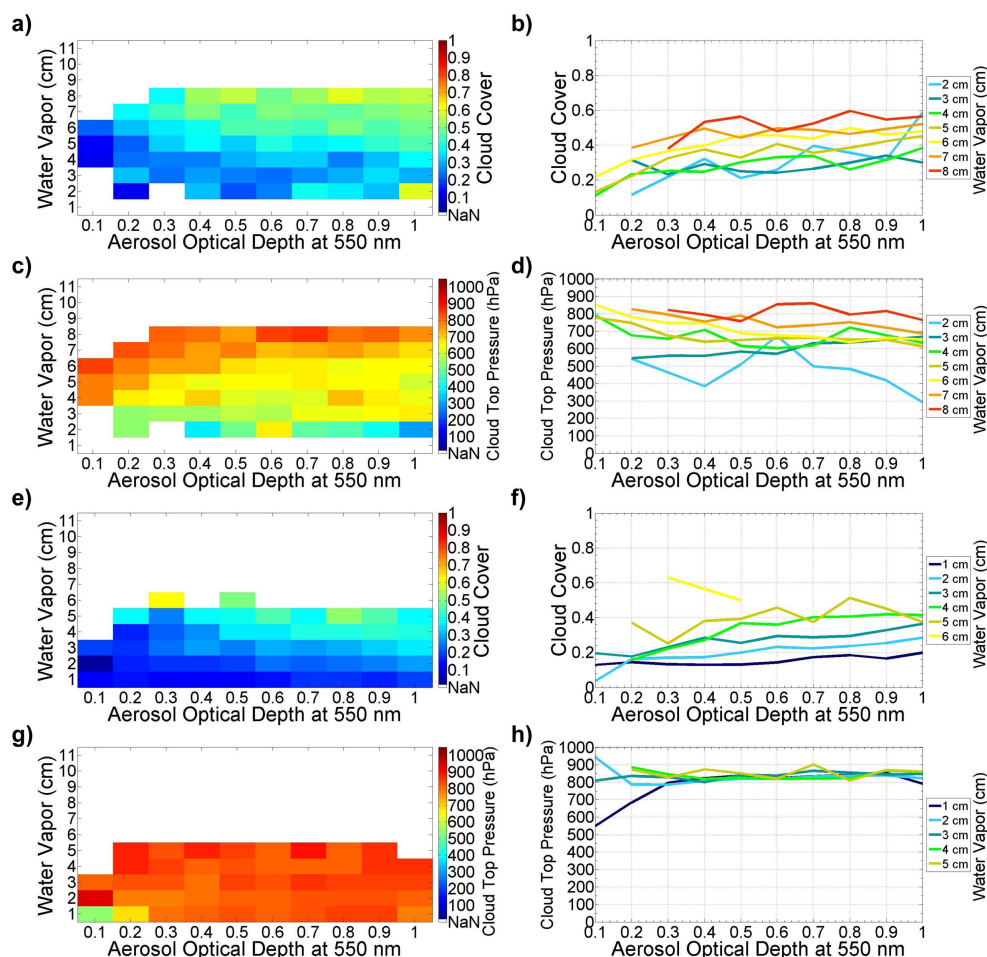 a)
Water Vapor (cm)
11
10
9
8
7
6
5
4
3
2
1
0.1 0.2 0.3 0.4 0.5 0.6 0.7 0.8 0.9 1
Aerosol Optical Depth at 550 nm
1
0.9
0.8
0.7
0.6
0.5
0.4
0.3
0.2
0.1
NaN
Cloud Cover
b)
Cloud Cover
1
0.8
0.6
0.4
0.2
0
0.1 0.2 0.3 0.4 0.5 0.6 0.7 0.8 0.9 1
Aerosol Optical Depth at 550 nm
2 cm
3 cm
4 cm
5 cm
6 cm
7 cm
8 cm
Water Vapor (cm)
c)
Water Vapor (cm)
11
10
9
8
7
6
5
4
3
2
1
0.1 0.2 0.3 0.4 0.5 0.6 0.7 0.8 0.9 1
Aerosol Optical Depth at 550 nm
1000
900
800
700
600
500
400
300
200
100
NaN
Cloud Top Pressure (hPa)
d)
Cloud Top Pressure (hPa)
1000
900
800
700
600
500
400
300
200
100
0
0.1 0.2 0.3 0.4 0.5 0.6 0.7 0.8 0.9 1
Aerosol Optical Depth at 550 nm
2 cm
3 cm
4 cm
5 cm
6 cm
7 cm
8 cm
Water Vapor (cm)
e)
Water Vapor (cm)
11
10
9
8
7
6
5
4
3
2
1
0.1 0.2 0.3 0.4 0.5 0.6 0.7 0.8 0.9 1
Aerosol Optical Depth at 550 nm
1
0.9
0.8
0.7
0.6
0.5
0.4
0.3
0.2
0.1
NaN
Cloud Cover
f)
Cloud Cover
1
0.8
0.6
0.4
0.2
0
0.1 0.2 0.3 0.4 0.5 0.6 0.7 0.8 0.9 1
Aerosol Optical Depth at 550 nm
1 cm
2 cm
3 cm
4 cm
5 cm
6 cm
Water Vapor (cm)
g)
Water Vapor (cm)
11
10
9
8
7
6
5
4
3
2
1
0.1 0.2 0.3 0.4 0.5 0.6 0.7 0.8 0.9 1
Aerosol Optical Depth at 550 nm
1000
900
800
700
600
500
400
300
200
100
NaN
Cloud Top Pressure (hPa)
h)
Cloud Top Pressure (hPa)
1000
900
800
700
600
500
400
300
200
100
0
0.1 0.2 0.3 0.4 0.5 0.6 0.7 0.8 0.9 1
Aerosol Optical Depth at 550 nm
1 cm
2 cm
3 cm
4 cm
5 cm
Water Vapor (cm)